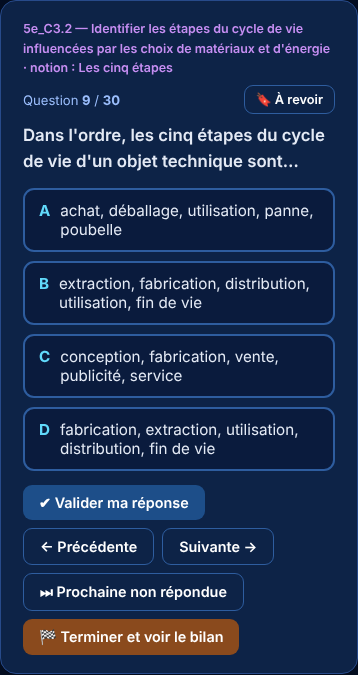 5e_C3.2 — Identifier les étapes du cycle de vie
influencées par les choix de matériaux et d'énergie
· notion : Les cinq étapes
Question 9 / 30
🔖 À revoir
Dans l'ordre, les cinq étapes du cycle
de vie d'un objet technique sont...
A achat, déballage, utilisation, panne,
poubelle
B extraction, fabrication, distribution,
utilisation, fin de vie
C conception, fabrication, vente,
publicité, service
D fabrication, extraction, utilisation,
distribution, fin de vie
✔ Valider ma réponse
← Précédente
Suivante →
⏭ Prochaine non répondue
🏁 Terminer et voir le bilan